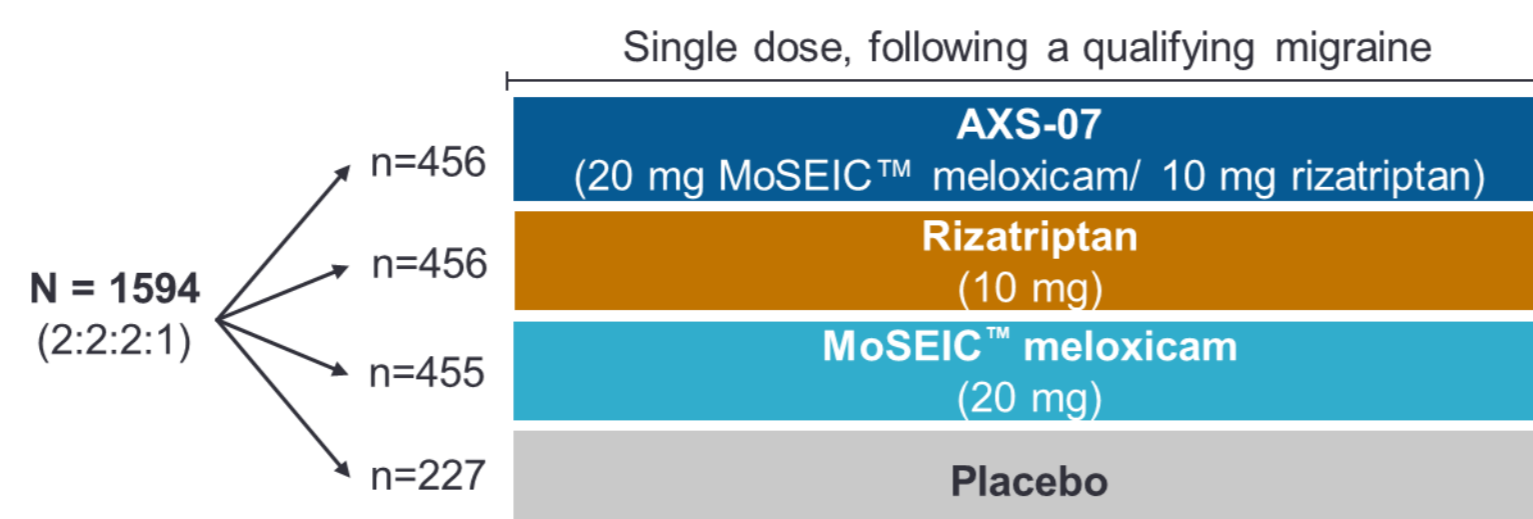 Single dose, following a qualifying migraine
n=456
AXS-07
(20 mg MoSEIC™ meloxicam/ 10 mg rizatriptan)
n=456
Rizatriptan
(10 mg)
N = 1594
(2:2:2:1)
n=455
MoSEIC™ meloxicam
(20 mg)
n=227
Placebo